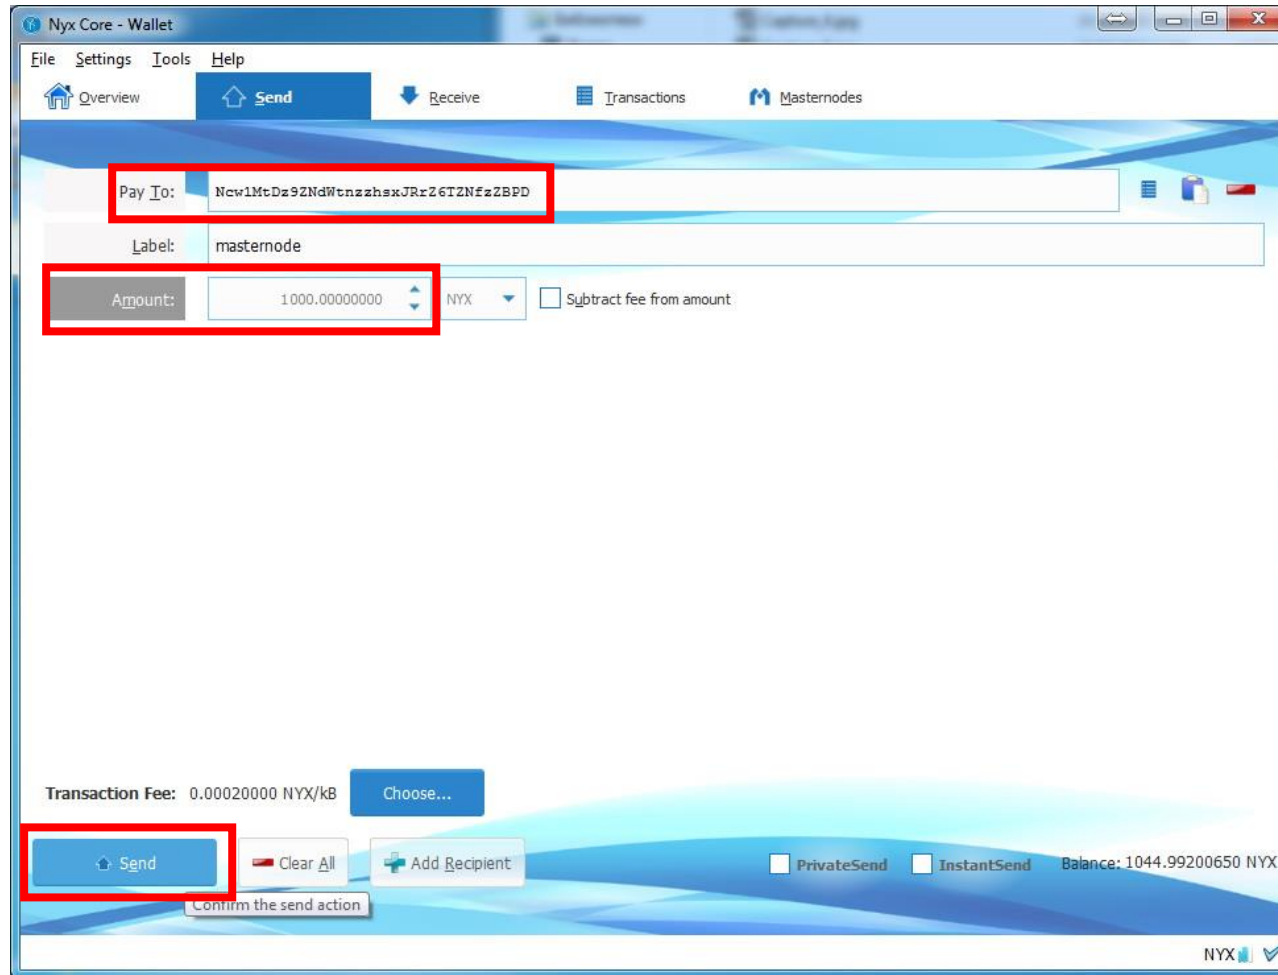 Nyx Core - Wallet
File Settings Tools Help
Overview Send Receive Transactions Masternodes
Pay To: Ncw1MtDz9ZNdWtnzzhsxJRrZ6TZNfzZBPD
Label: masternode
Amount: 1000.00000000 NYX Subtract fee from amount
Transaction Fee: 0.00020000 NYX/kB Choose...
Send Clear All Add Recipient PrivateSend InstantSend Balance: 1044.99200650 NYX
Confirm the send action
NYX